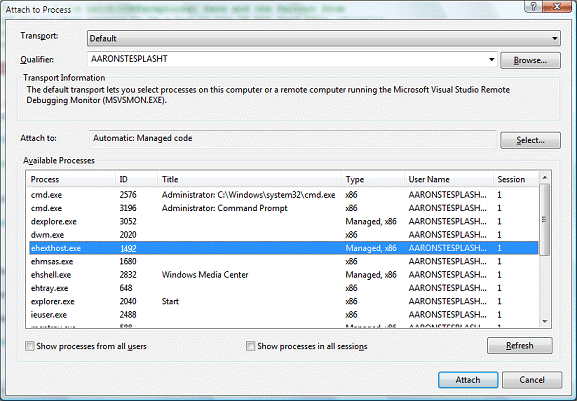 Attach to Process
Transport: Default
Qualifier: AARONSTESPLASHT Browse...
Transport Information
The default transport lets you select processes on this computer or a remote computer running the Microsoft Visual Studio Remote
Debugging Monitor (MSVSMON.EXE).
Attach to: Automatic: Managed code Select...
Available Processes
Process ID Title Type User Name Session
cmd.exe 2576 Administrator: C:\Windows\system32\cmd.exe x86 AARONSTESPLASH... 1
cmd.exe 3196 Administrator: Command Prompt x86 AARONSTESPLASH... 1
dexplore.exe 3052 Managed, x86 AARONSTESPLASH... 1
dwm.exe 2020 x86 AARONSTESPLASH... 1
ehexthost.exe 1492 Managed, x86 AARONSTESPLASH... 1
ehmsas.exe 1680 x86 AARONSTESPLASH... 1
ehshell.exe 2832 Windows Media Center Managed, x86 AARONSTESPLASH... 1
ehtray.exe 648 x86 AARONSTESPLASH... 1
explorer.exe 2040 Start x86 AARONSTESPLASH... 1
ieuser.exe 2488 x86 AARONSTESPLASH... 1
Show processes from all users Show processes in all sessions Refresh
Attach Cancel